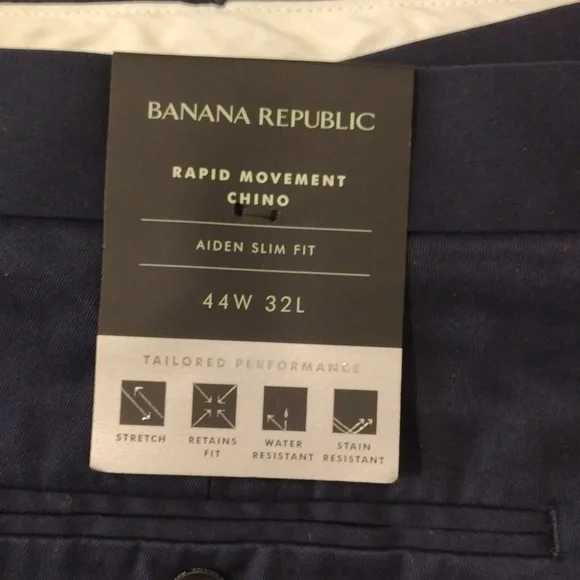 BANANA REPUBLIC
RAPID MOVEMENT
CHINO
AIDEN SLIM FIT
44W 32L
TAILORED PERFORMANCE
STRETCH
RETAINS
FIT
WATER
RESISTANT
STAIN
RESISTANT